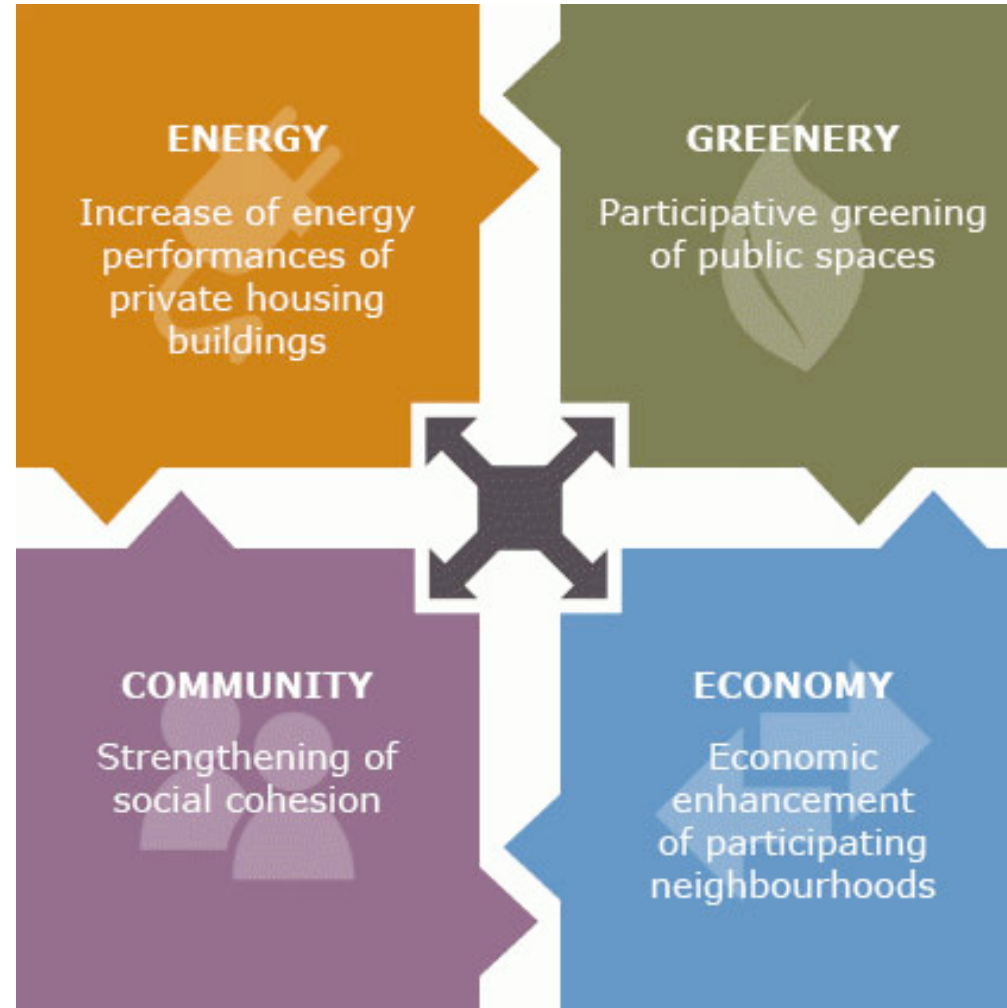 ENERGY
Increase of energy
performances of
private housing
buildings
GREENERY
Participative greening
of public spaces
COMMUNITY
Strengthening of
social cohesion
ECONOMY
Economic
enhancement
of participating
neighbourhoods